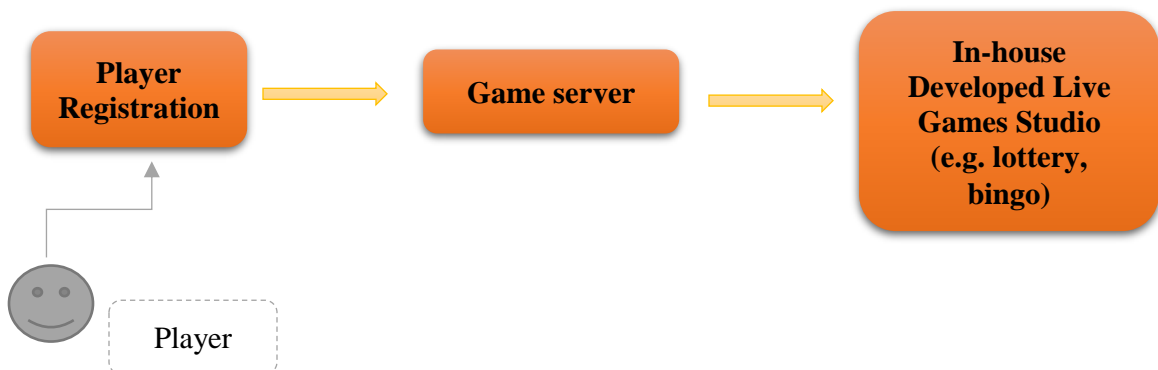 Player
Registration
Game server
In-house
Developed Live
Games Studio
(e.g. lottery,
bingo)
Player